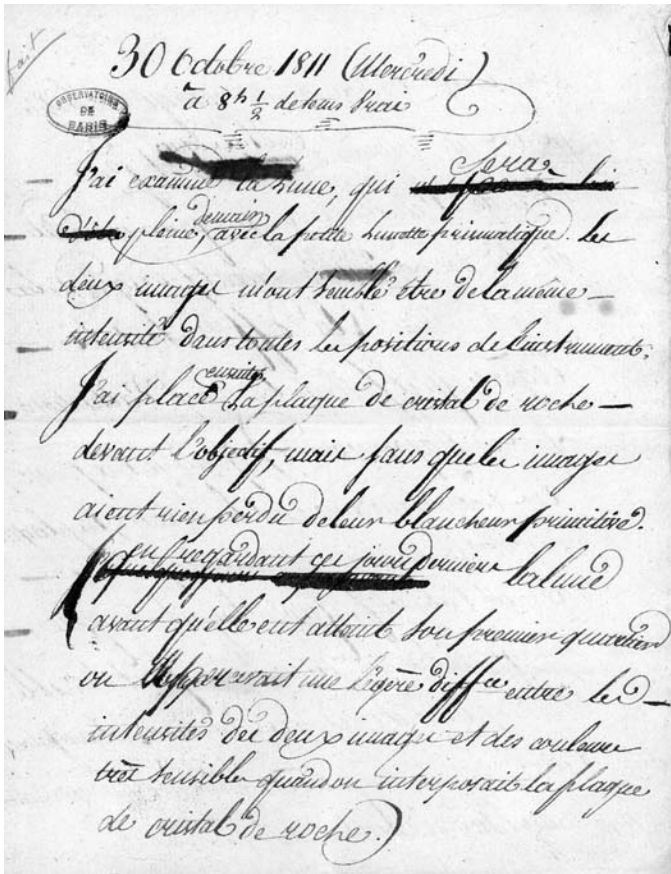 fait
30 Octobre 1811 (Mercredi)
à 8h 1/2 de tems vrai
OBSERVATOIRE
DE
PARIS
J'ai examiné la Lune, qui sera
pleine demain, avec la petite Lunette prismatique. les
deux images m'ont semblé être de la même —
intensité dans toutes les positions de l'instrument.
J'ai placé ensuite la plaque de cristal de roche —
devant l'objectif, mais sans que les images
aient rien perdu de leur blancheur primitive.
(en regardant ces jours derniers la lune
avant qu'elle eut atteint son premier quartier
on appercevait une légère diffce entre les —
intensités des deux images et des couleurs
très sensibles quand on interposait la plaque
de cristal de roche.)